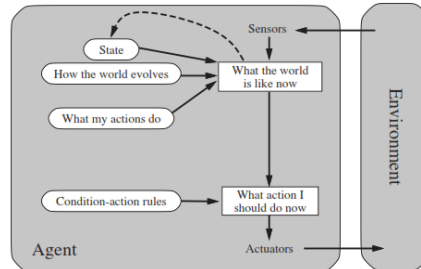 Sensors
State
How the world evolves
What the world
is like now
What my actions do
Environment
Condition-action rules
What action I
should do now
Agent
Actuators